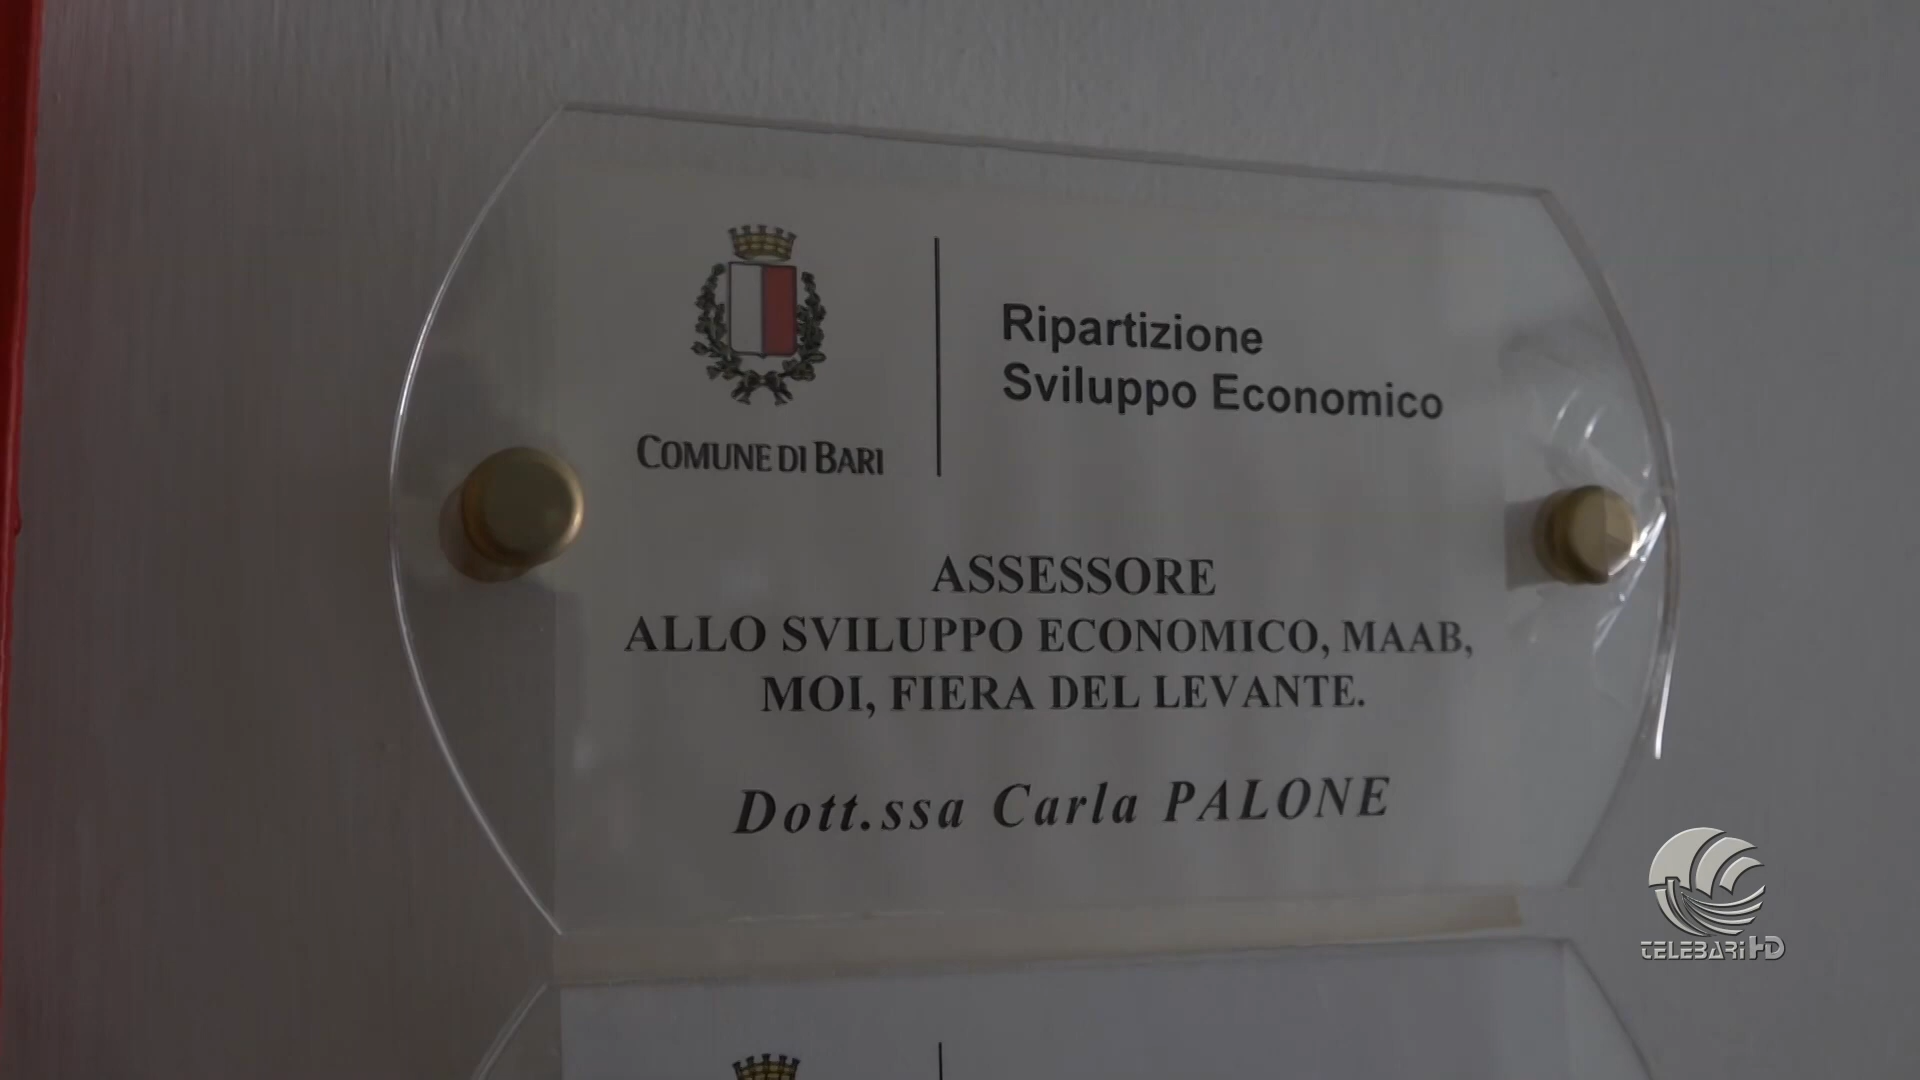 COMUNE DI BARI
Ripartizione
Sviluppo Economico
ASSESSORE
ALLO SVILUPPO ECONOMICO, MAAB,
MOI, FIERA DEL LEVANTE.
Dott.ssa Carla PALONE
TELEBARI HD